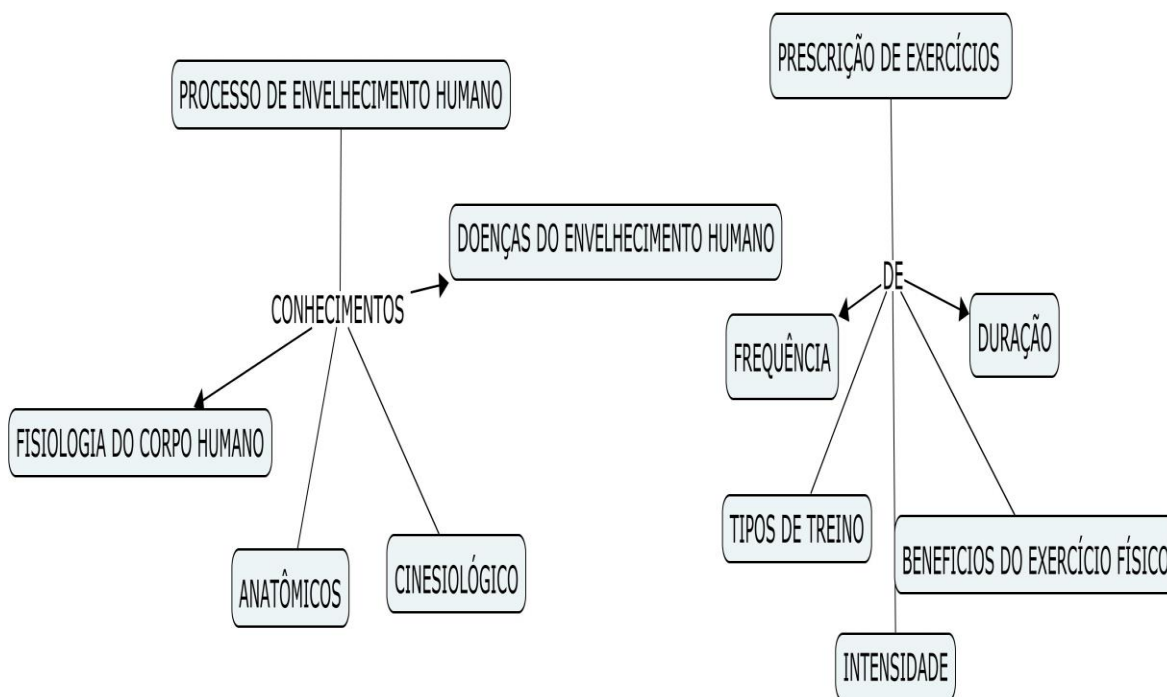 PROCESSO DE ENVELHECIMENTO HUMANO
CONHECIMENTOS
DOENÇAS DO ENVELHECIMENTO HUMANO
FISIOLOGIA DO CORPO HUMANO
ANATÔMICOS
CINESIOLÓGICO
PRESCRIÇÃO DE EXERCÍCIOS
DE
FREQUÊNCIA
DURAÇÃO
TIPOS DE TREINO
BENEFICIOS DO EXERCÍCIO FÍSICO
INTENSIDADE